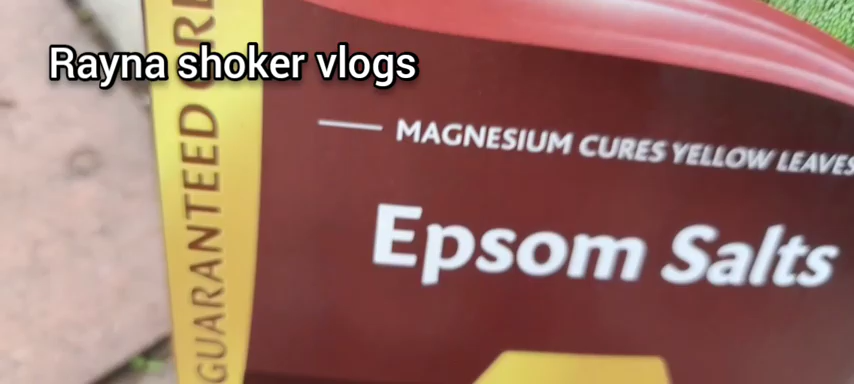 Rayna shoker vlogs
GUARANTEED
MAGNESIUM CURES YELLOW LEAVES
Epsom Salts